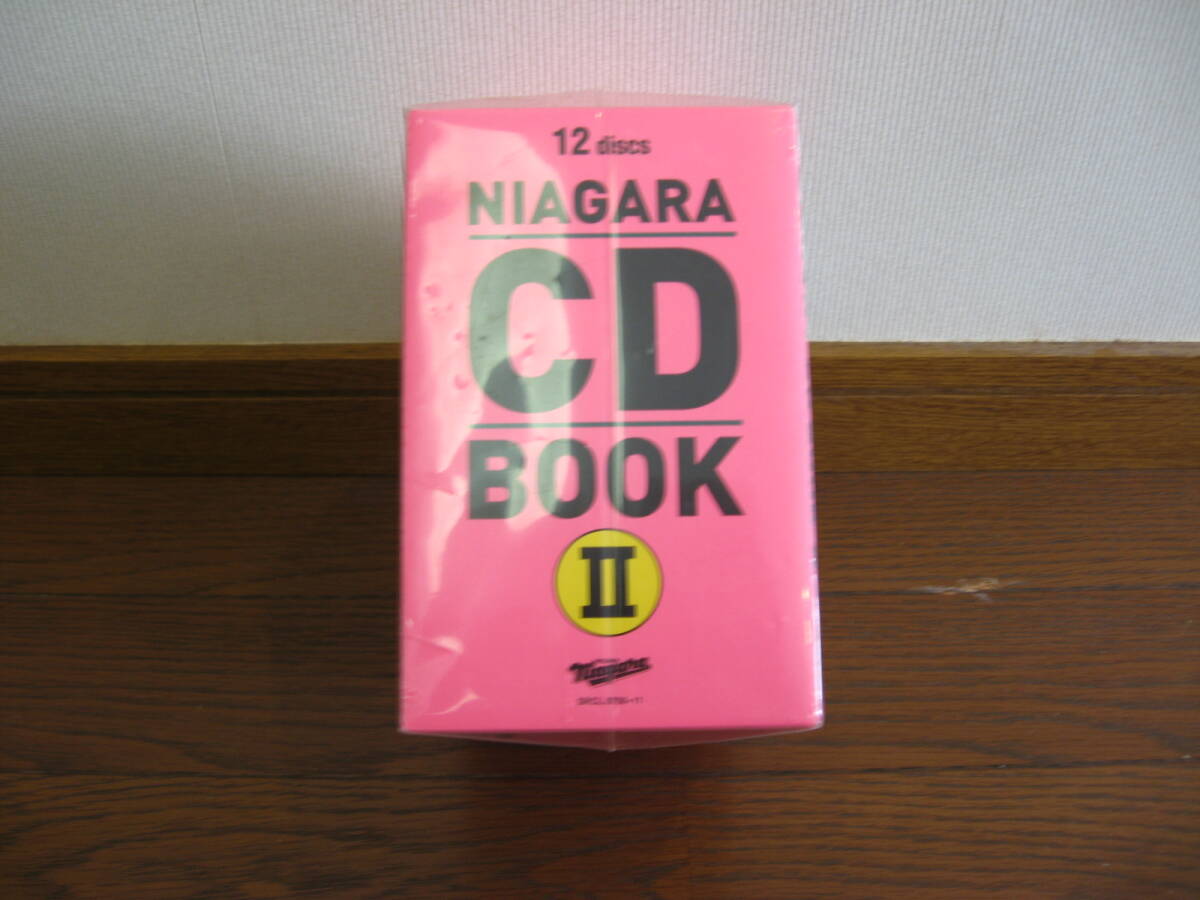 12 discs
NIAGARA
CD
BOOK
II
Niagara